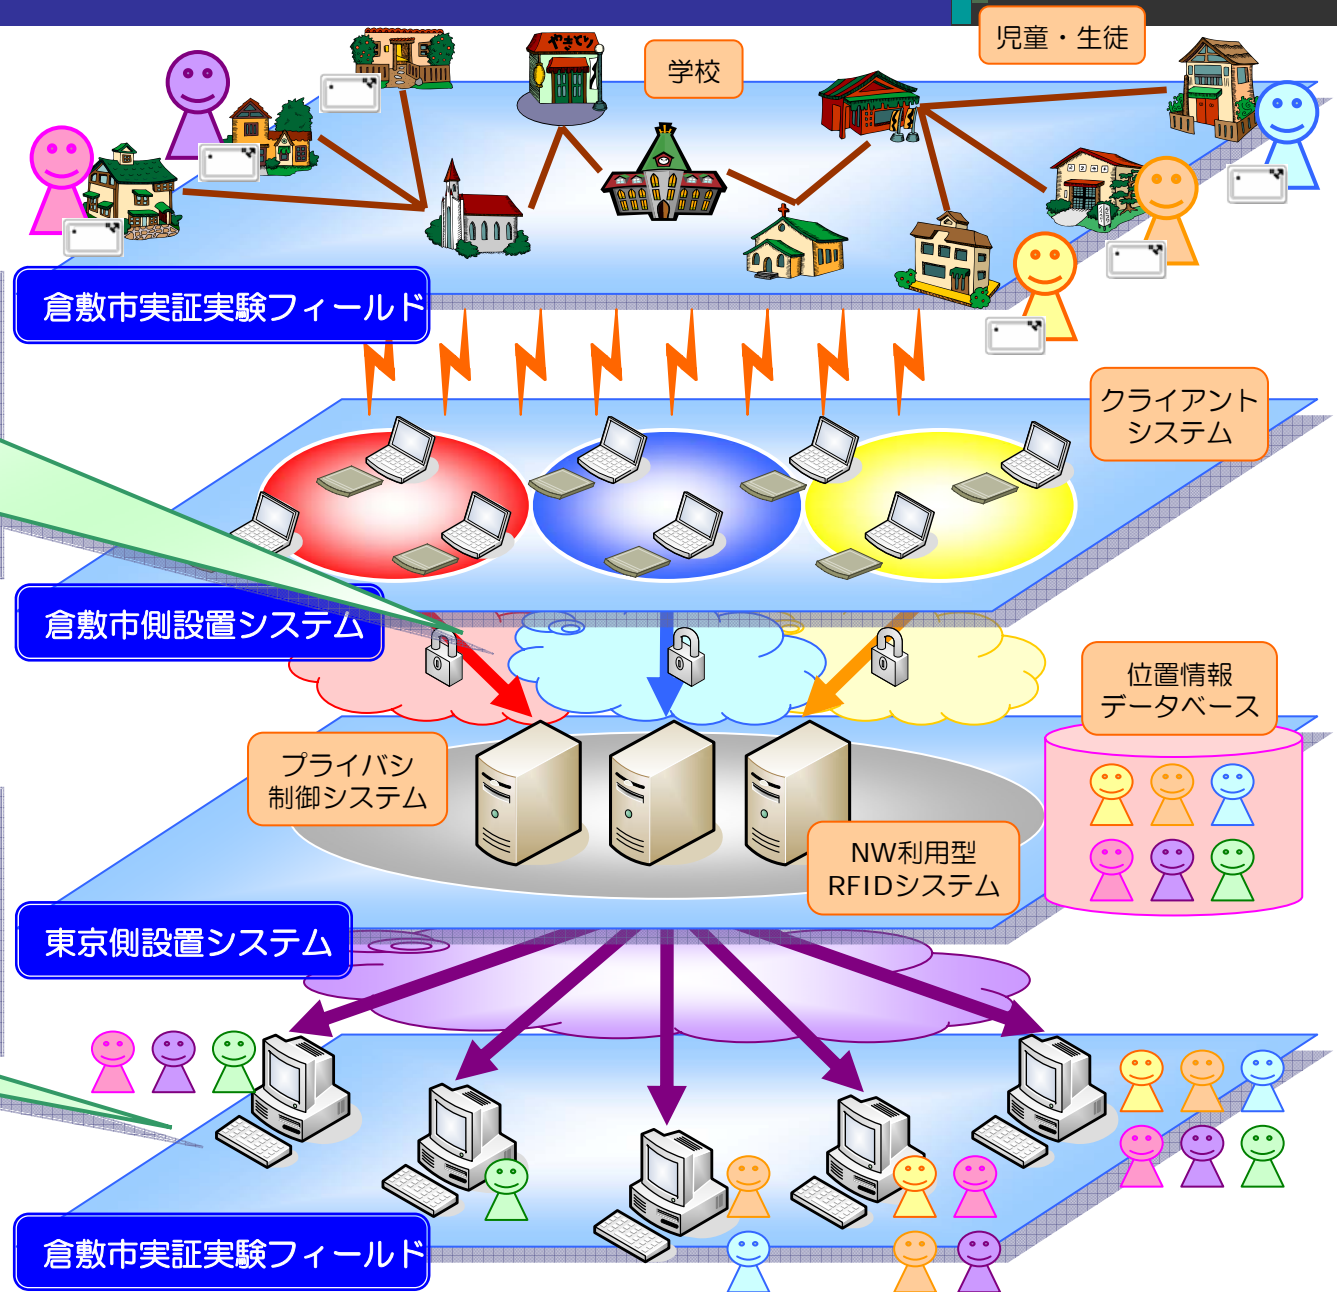 児童・生徒
やきとり
学校
倉敷市実証実験フィールド
クライアント
システム
倉敷市側設置システム
位置情報
データベース
プライバシ
制御システム
NW利用型
RFIDシステム
東京側設置システム
倉敷市実証実験フィールド